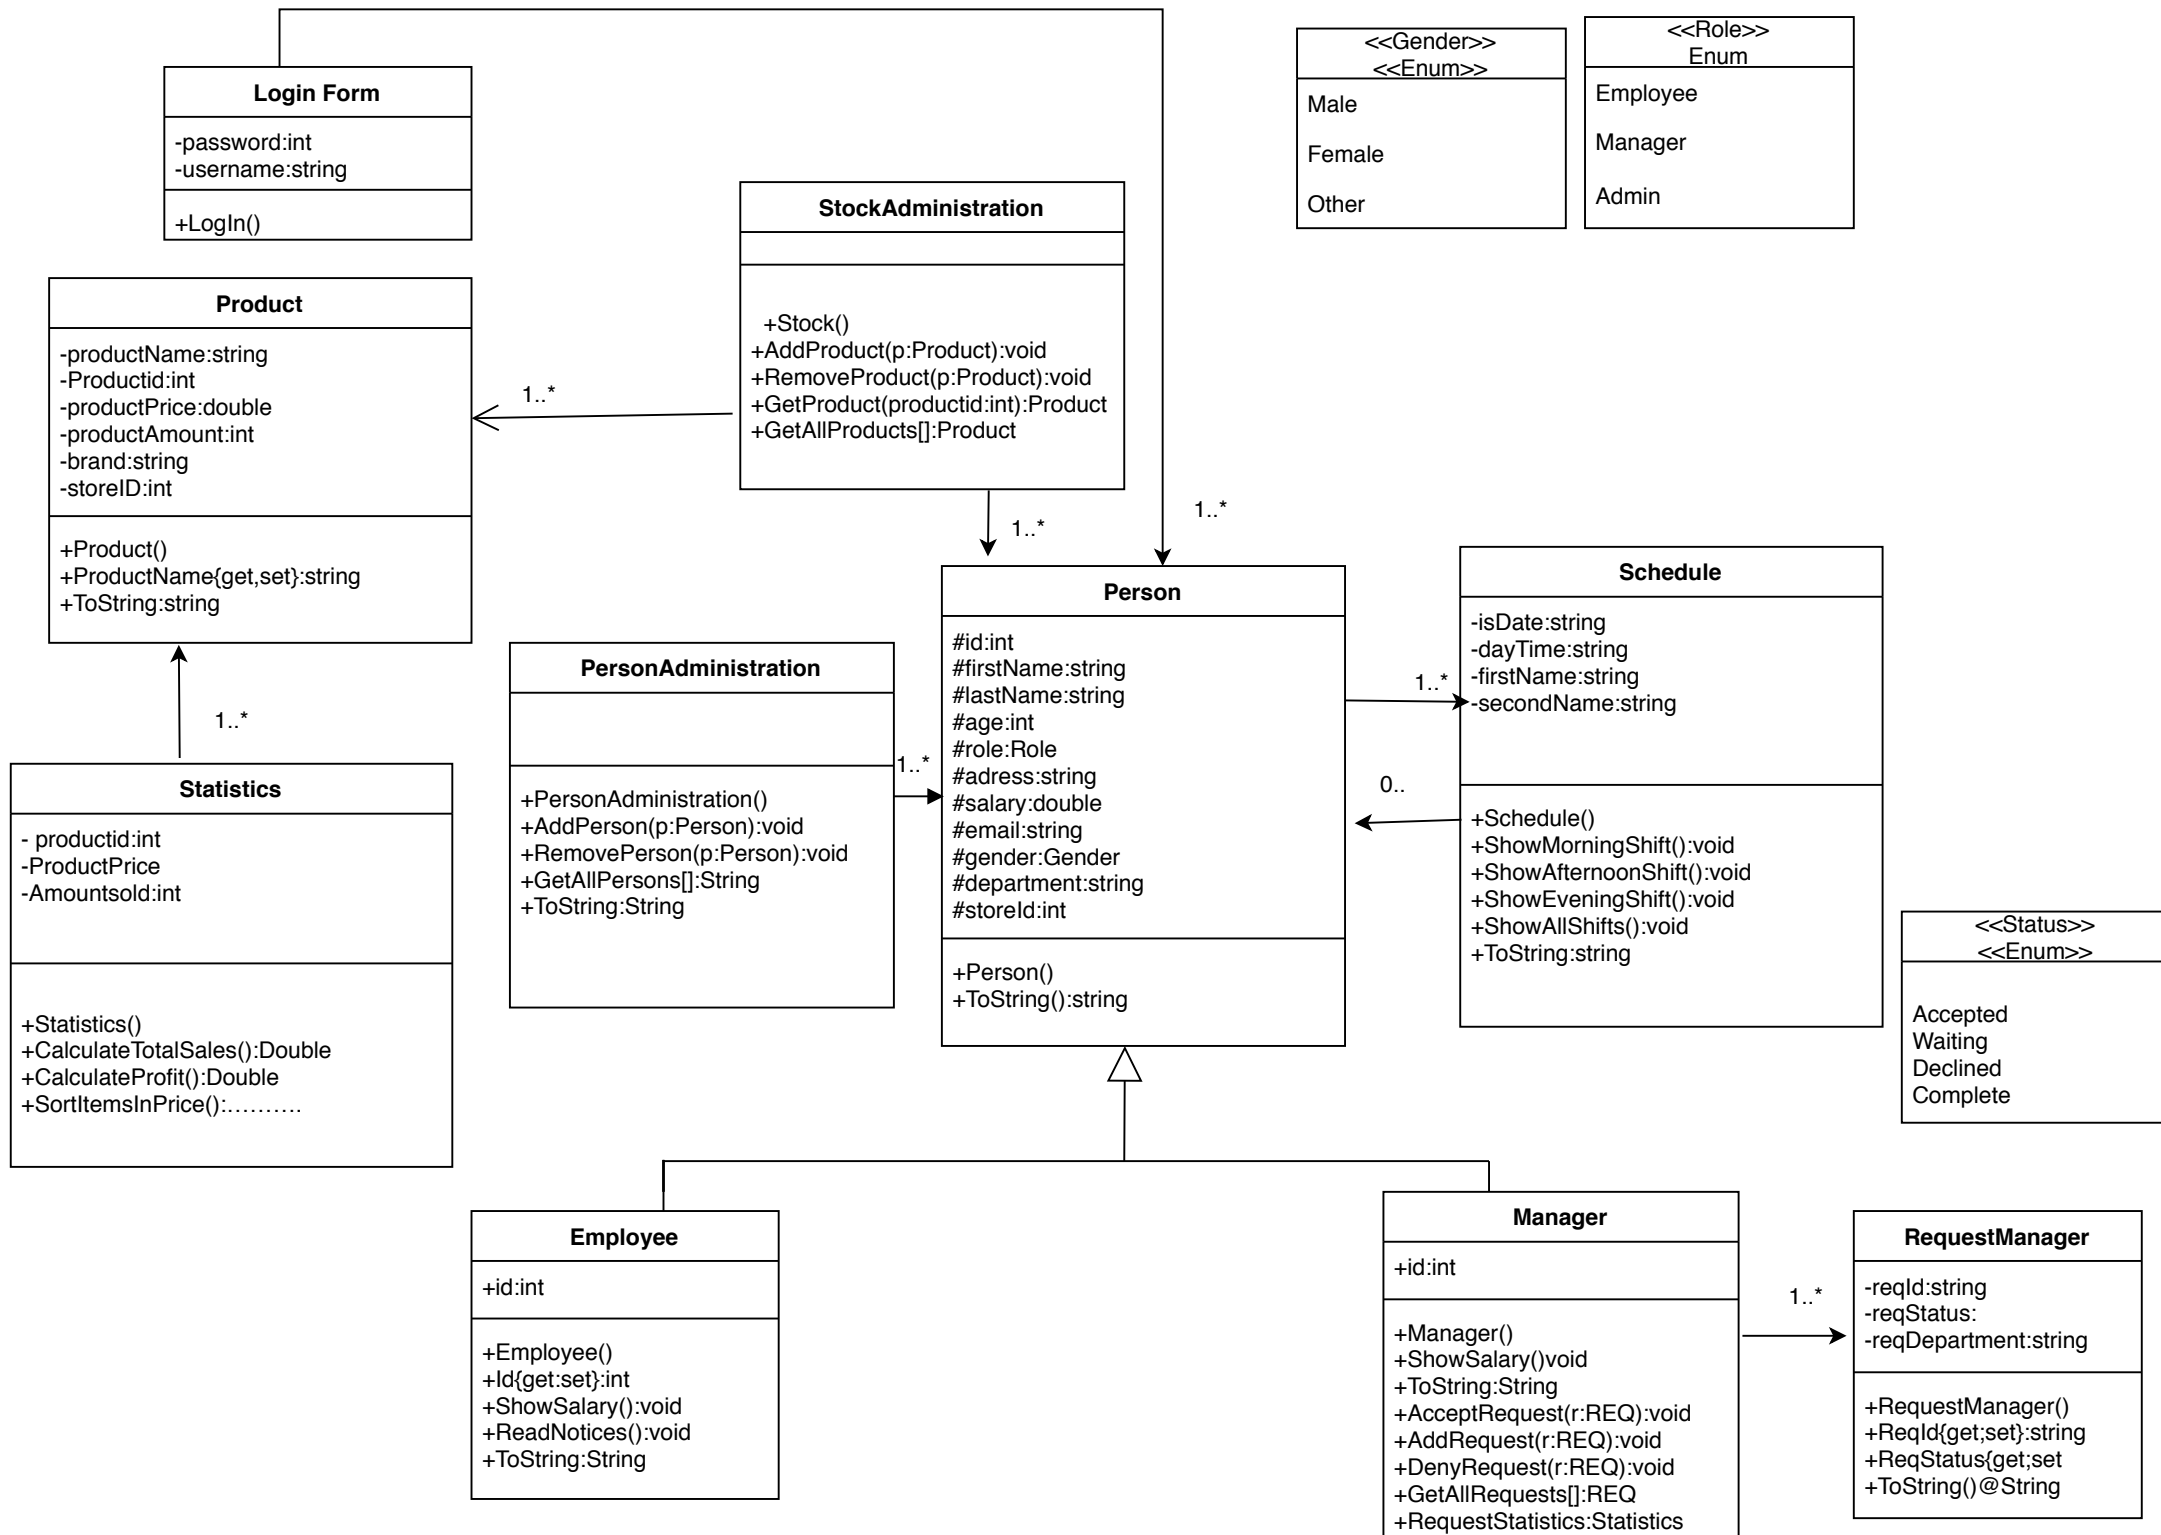 Login Form
-password:int
-username:string
+LogIn()
<<Gender>>
<<Enum>>
Male
Female
Other
<<Role>>
Enum
Employee
Manager
Admin
StockAdministration
+Stock()
+AddProduct(p:Product):void
+RemoveProduct(p:Product):void
+GetProduct(productid:int):Product
+GetAllProducts[]:Product
Product
-productName:string
-Productid:int
-productPrice:double
-productAmount:int
-brand:string
-storeID:int
+Product()
+ProductName{get,set}:string
+ToString:string
1..*
1..*
1..*
Person
#id:int
#firstName:string
#lastName:string
#age:int
#role:Role
#adress:string
#salary:double
#email:string
#gender:Gender
#department:string
#storeId:int
+Person()
+ToString():string
Schedule
-isDate:string
-dayTime:string
-firstName:string
-secondName:string
+Schedule()
+ShowMorningShift():void
+ShowAfternoonShift():void
+ShowEveningShift():void
+ShowAllShifts():void
+ToString:string
1..*
0..
PersonAdministration
+PersonAdministration()
+AddPerson(p:Person):void
+RemovePerson(p:Person):void
+GetAllPersons[]:String
+ToString:String
1..*
1..*
Statistics
- productid:int
-ProductPrice
-Amountsold:int
+Statistics()
+CalculateTotalSales():Double
+CalculateProfit():Double
+SortItemsInPrice():..........
<<Status>>
<<Enum>>
Accepted
Waiting
Declined
Complete
Employee
+id:int
+Employee()
+Id{get:set}:int
+ShowSalary():void
+ReadNotices():void
+ToString:String
Manager
+id:int
+Manager()
+ShowSalary()void
+ToString:String
+AcceptRequest(r:REQ):void
+AddRequest(r:REQ):void
+DenyRequest(r:REQ):void
+GetAllRequests[]:REQ
+RequestStatistics:Statistics
1..*
RequestManager
-reqId:string
-reqStatus:
-reqDepartment:string
+RequestManager()
+ReqId{get;set}:string
+ReqStatus{get;set
+ToString()@String